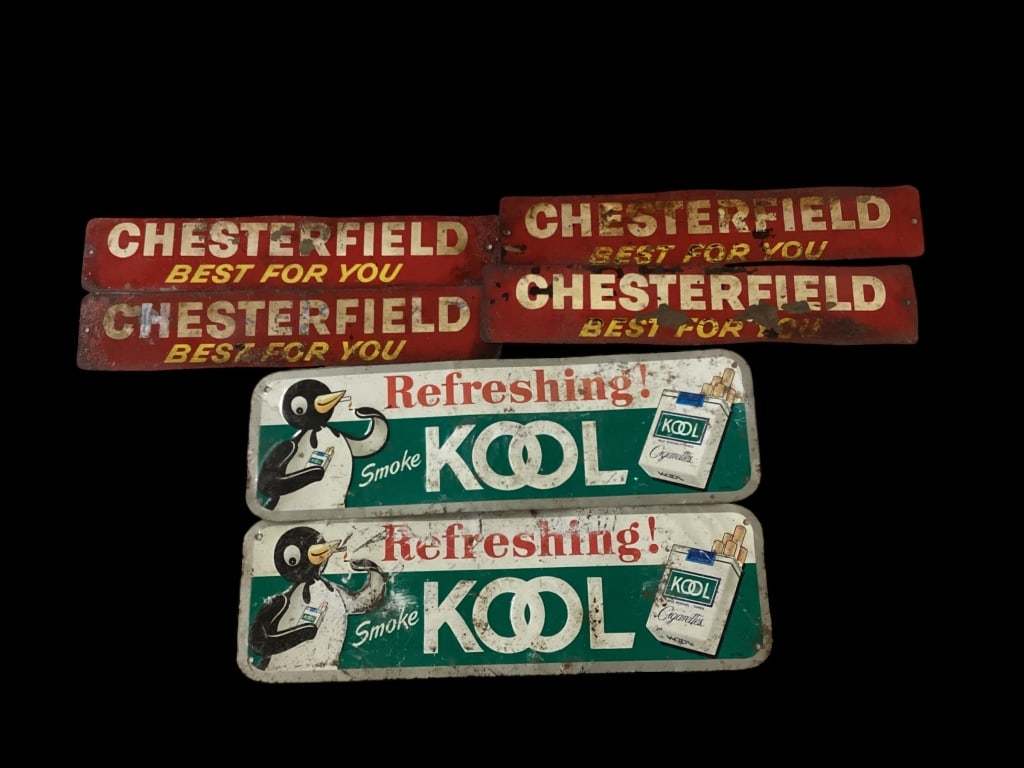 CHESTERFIELD
BEST FOR YOU
CHESTERFIELD
BEST FOR YOU
CHESTERFIELD
BEST FOR YOU
CHESTERFIELD
BEST FOR YOU
Refreshing!
Smoke KOOL
KOOL
Cigarettes
Refreshing!
Smoke KOOL
KOOL
Cigarettes